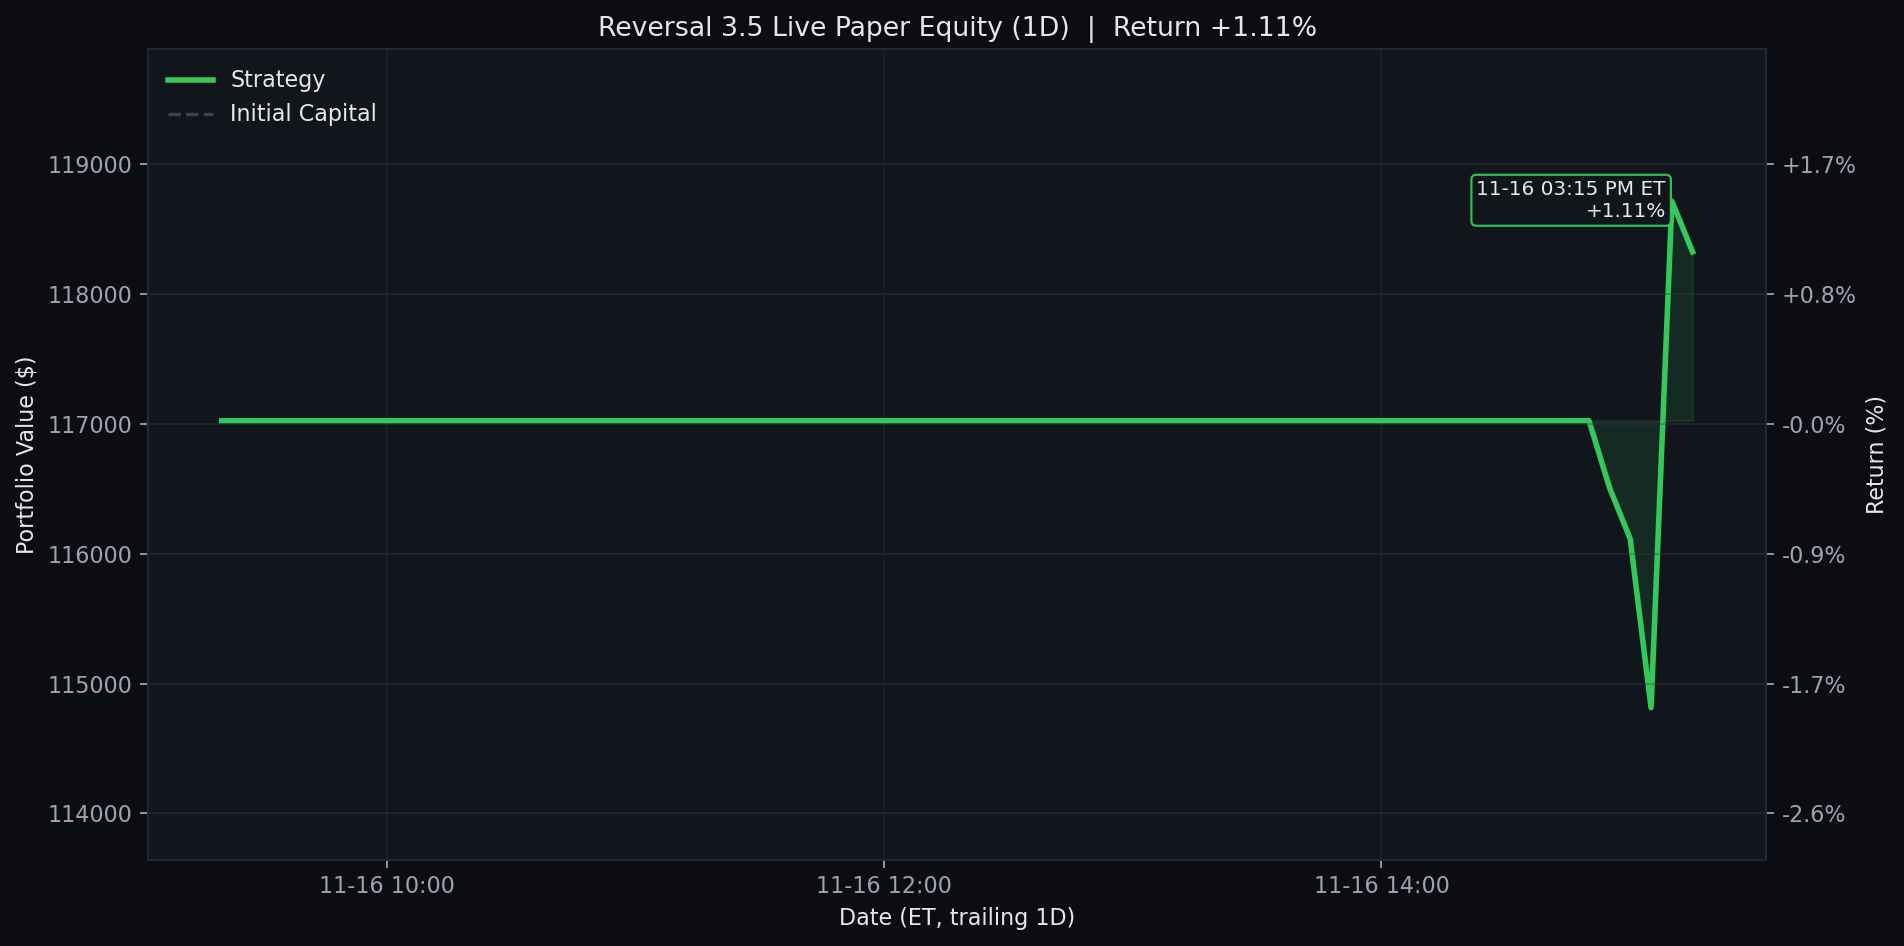 Reversal 3.5 Live Paper Equity (1D) | Return +1.11%
Strategy
Initial Capital
119000
118000
117000
116000
115000
114000
Portfolio Value ($)
11-16 03:15 PM ET
+1.11%
+1.7%
+0.8%
-0.0%
-0.9%
-1.7%
-2.6%
Return (%)
11-16 10:00
11-16 12:00
11-16 14:00
Date (ET, trailing 1D)